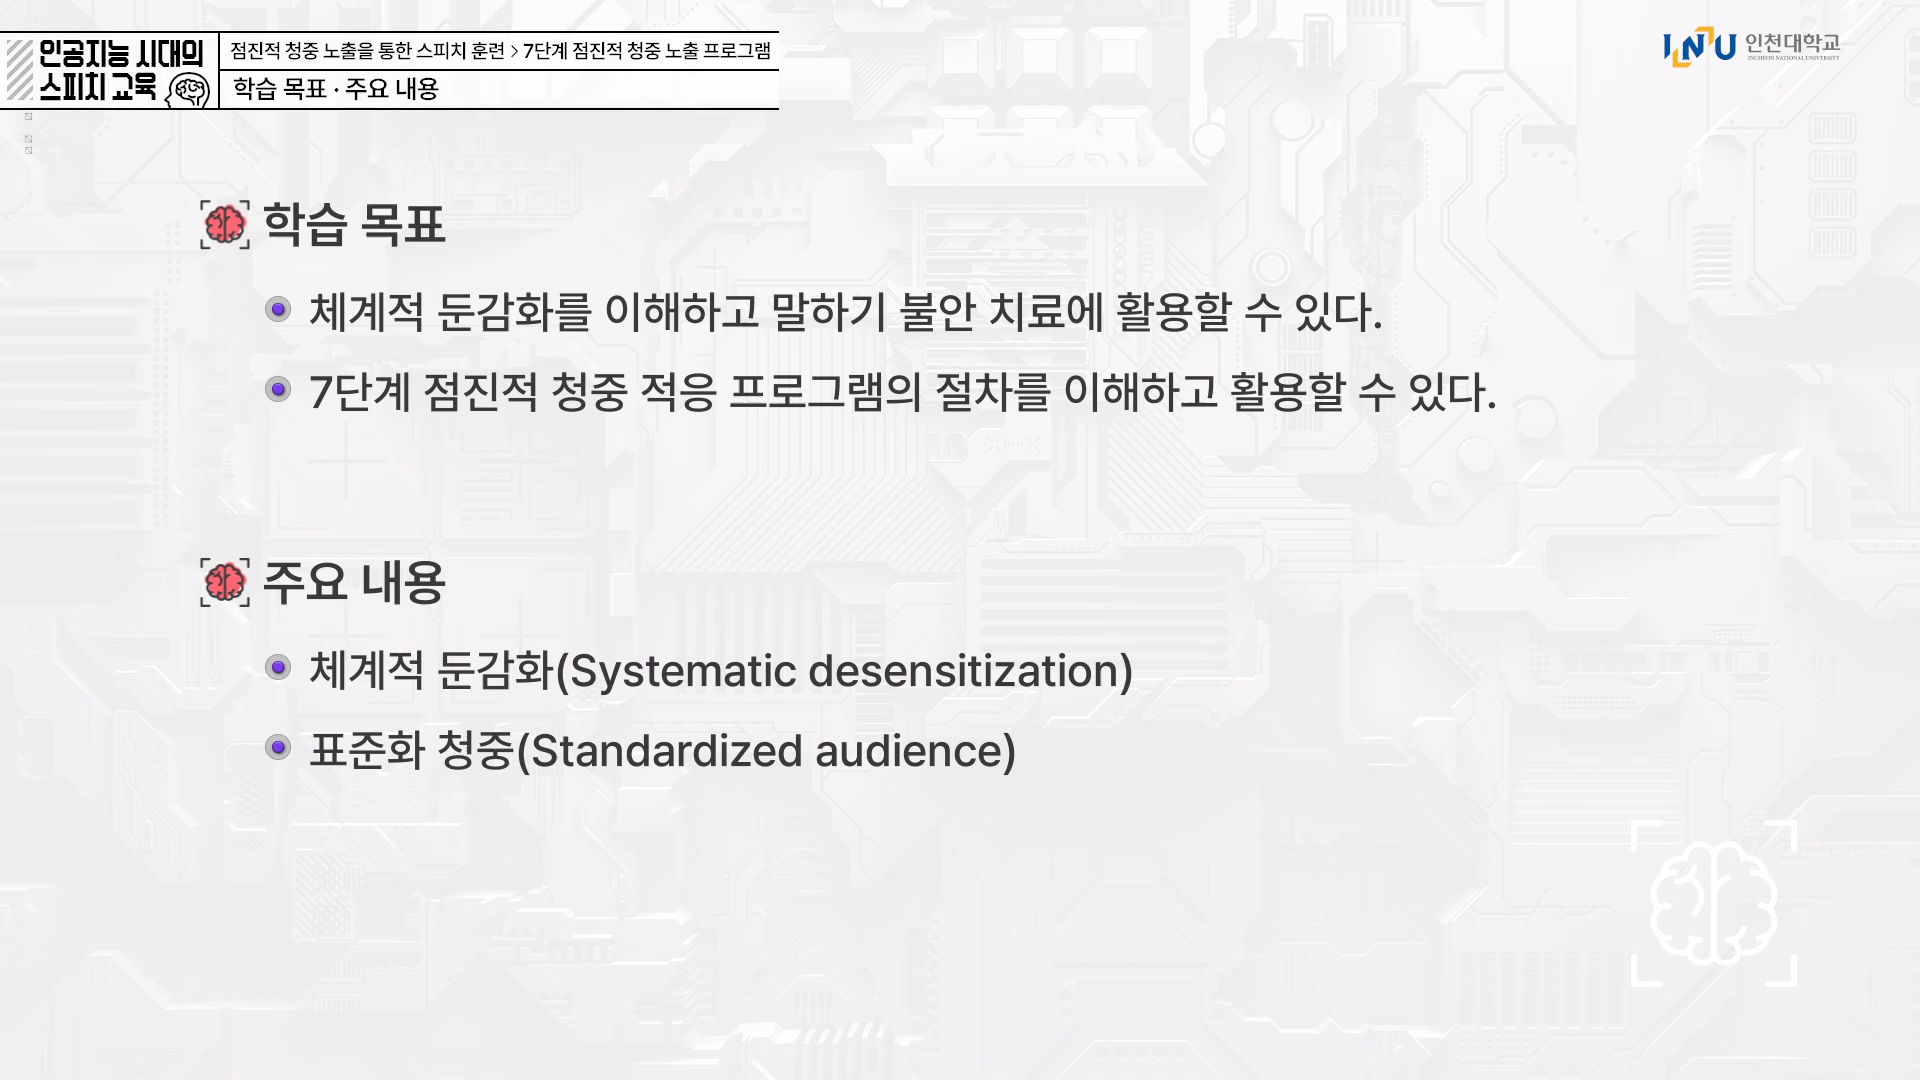 인공지능 시대의
스피치 교육
점진적 청중 노출을 통한 스피치 훈련 > 7단계 점진적 청중 노출 프로그램
학습 목표 · 주요 내용
INU 인천대학교
INCHEON NATIONAL UNIVERSITY
학습 목표
체계적 둔감화를 이해하고 말하기 불안 치료에 활용할 수 있다.
7단계 점진적 청중 적응 프로그램의 절차를 이해하고 활용할 수 있다.
주요 내용
체계적 둔감화(Systematic desensitization)
표준화 청중(Standardized audience)